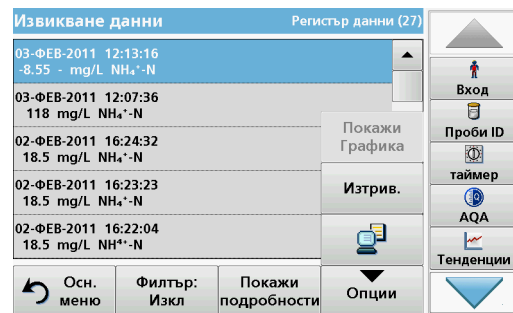 Извикване данни
Регистър данни (27)
03-ФЕВ-2011 12:13:16
-8.55 - mg/L NH₄⁺-N
03-ФЕВ-2011 12:07:36
118 mg/L NH₄⁺-N
02-ФЕВ-2011 16:24:32
18.5 mg/L NH₄⁺-N
02-ФЕВ-2011 16:23:23
18.5 mg/L NH₄⁺-N
02-ФЕВ-2011 16:22:04
18.5 mg/L NH⁴⁺-N
Покажи
Графика
Изтрив.
Осн.
меню
Филтър:
Изкл
Покажи
подробности
Опции
Вход
Проби ID
таймер
AQA
Тенденции